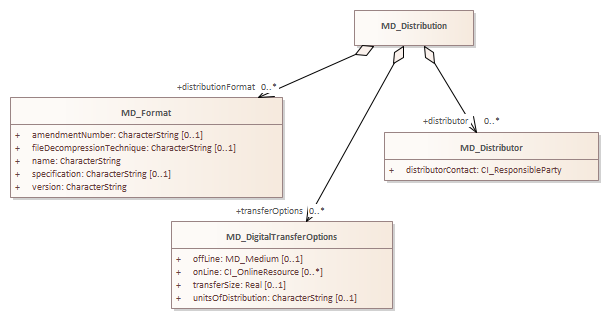 MD_Distribution
+distributionFormat 0..*
MD_Format
+ amendmentNumber: CharacterString [0..1]
+ fileDecompressionTechnique: CharacterString [0..1]
+ name: CharacterString
+ specification: CharacterString [0..1]
+ version: CharacterString
+distributor 0..*
MD_Distributor
+ distributorContact: CI_ResponsibleParty
+transferOptions 0..*
MD_DigitalTransferOptions
+ offLine: MD_Medium [0..1]
+ onLine: CI_OnlineResource [0..*]
+ transferSize: Real [0..1]
+ unitsOfDistribution: CharacterString [0..1]